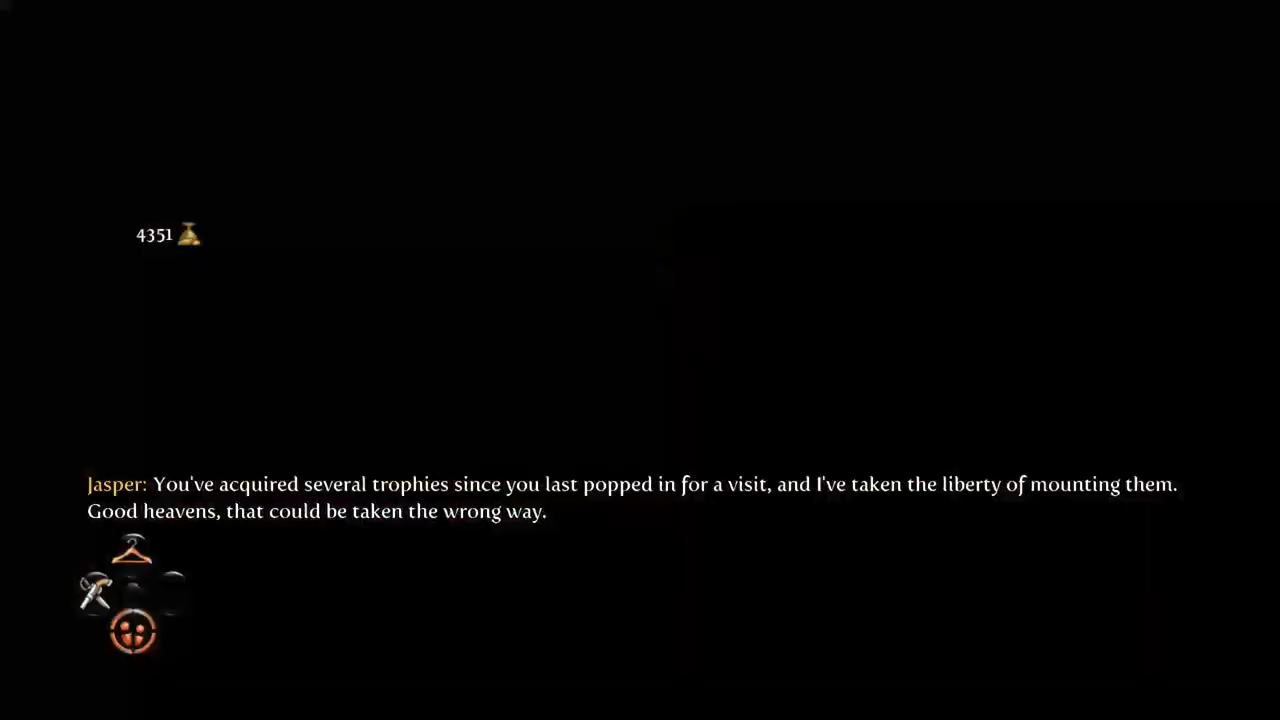 4351
Jasper: You've acquired several trophies since you last popped in for a visit, and I've taken the liberty of mounting them.
Good heavens, that could be taken the wrong way.